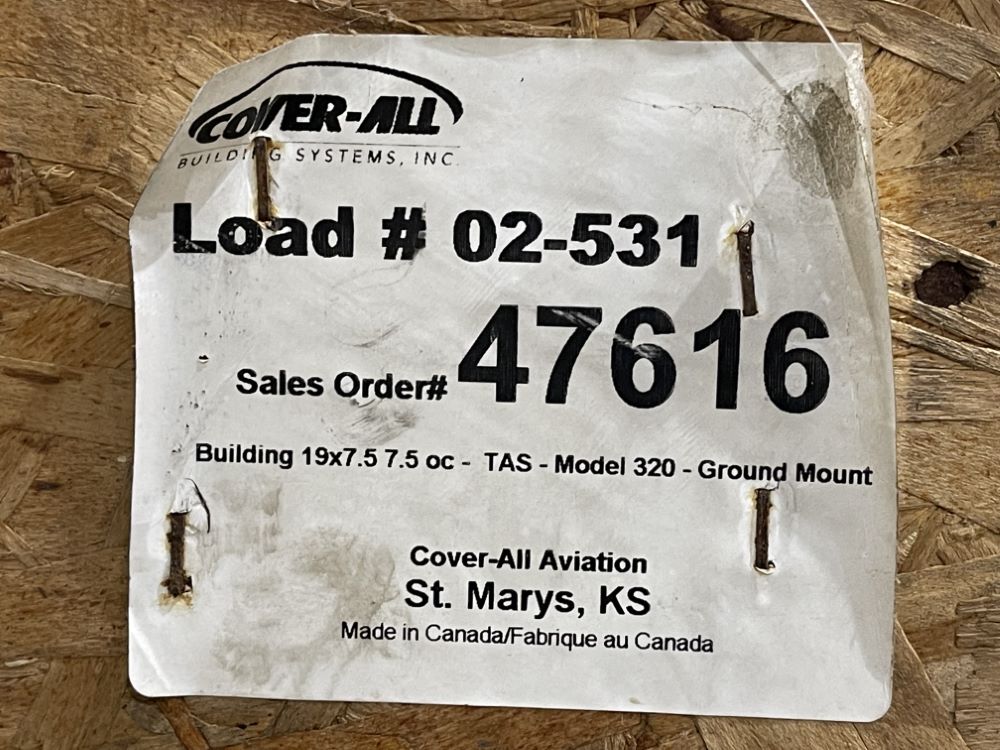 COVER-ALL
BUILDING SYSTEMS, INC.
Load # 02-531
Sales Order# 47616
Building 19x7.5 7.5 oc - TAS - Model 320 - Ground Mount
Cover-All Aviation
St. Marys, KS
Made in Canada/Fabrique au Canada